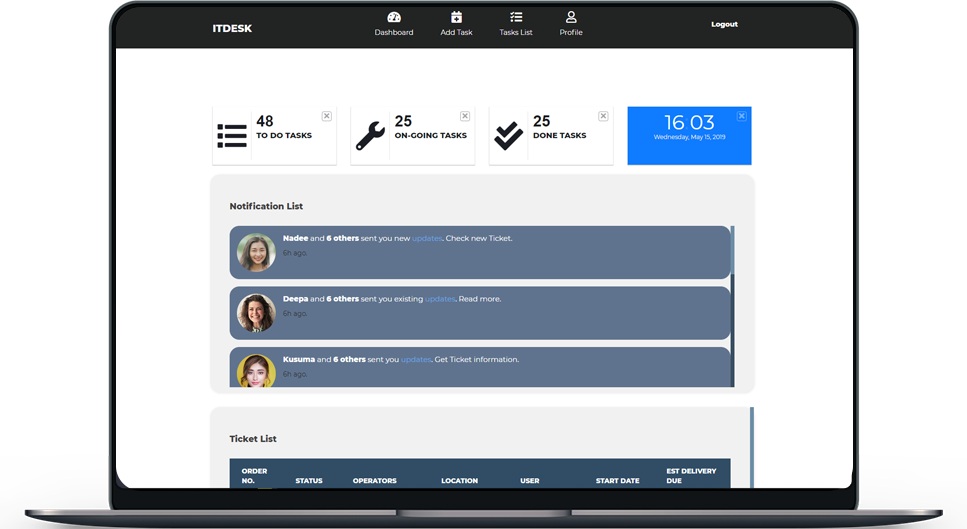 ITDESK
Dashboard
Add Task
Tasks List
Profile
Logout
48
TO DO TASKS
25
ON-GOING TASKS
25
DONE TASKS
16 03
Wednesday, May 15, 2019
Notification List
Nadee and 6 others sent you new updates. Check new Ticket.
6h ago.
Deepa and 6 others sent you existing updates. Read more.
6h ago.
Kusuma and 6 others sent you updates. Get Ticket information.
6h ago.
Ticket List
ORDER
NO.
STATUS
OPERATORS
LOCATION
USER
START DATE
EST DELIVERY
DUE